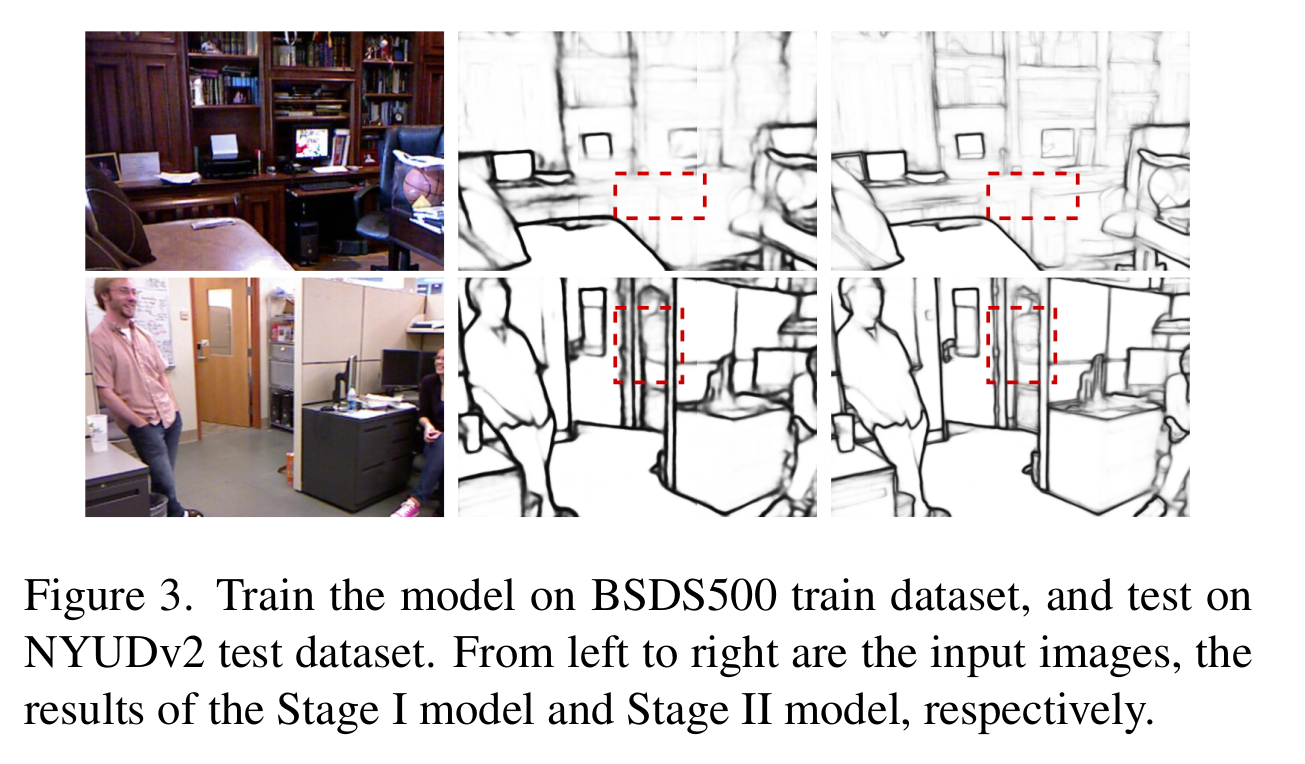 Figure 3. Train the model on BSDS500 train dataset, and test on
NYUDv2 test dataset. From left to right are the input images, the
results of the Stage I model and Stage II model, respectively.